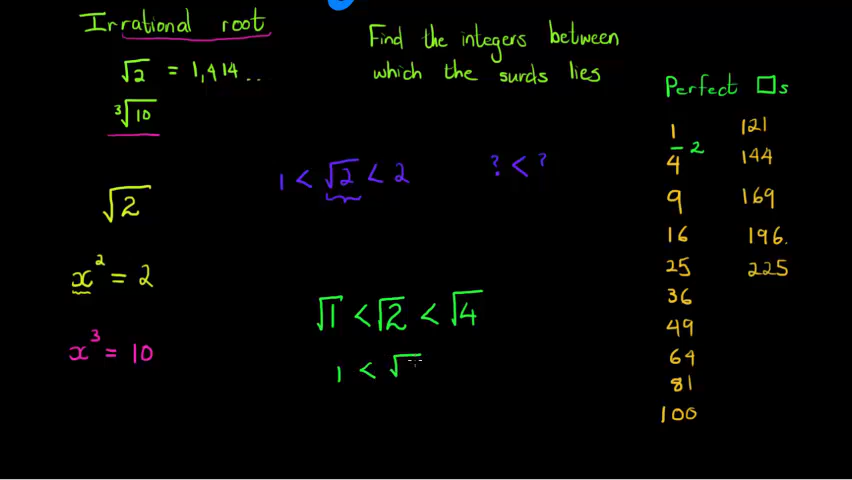 Irrational root
√2 = 1,414...
³√10
√2
x² = 2
x³ = 10
Find the integers between
which the surds lies
1 < √2 < 2
? < ?
√1 < √2 < √4
1 < √
Perfect □s
1
2
4
9
16
25
36
49
64
81
100
121
144
169
196.
225